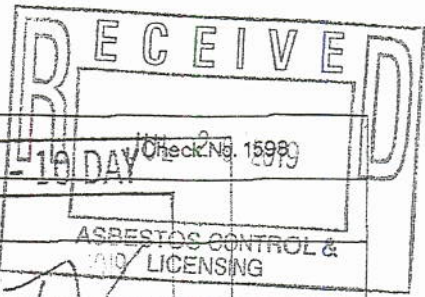 RECEIVED
- 10 DAY Check No. 1598
ASBESTOS CONTROL &
LICENSING